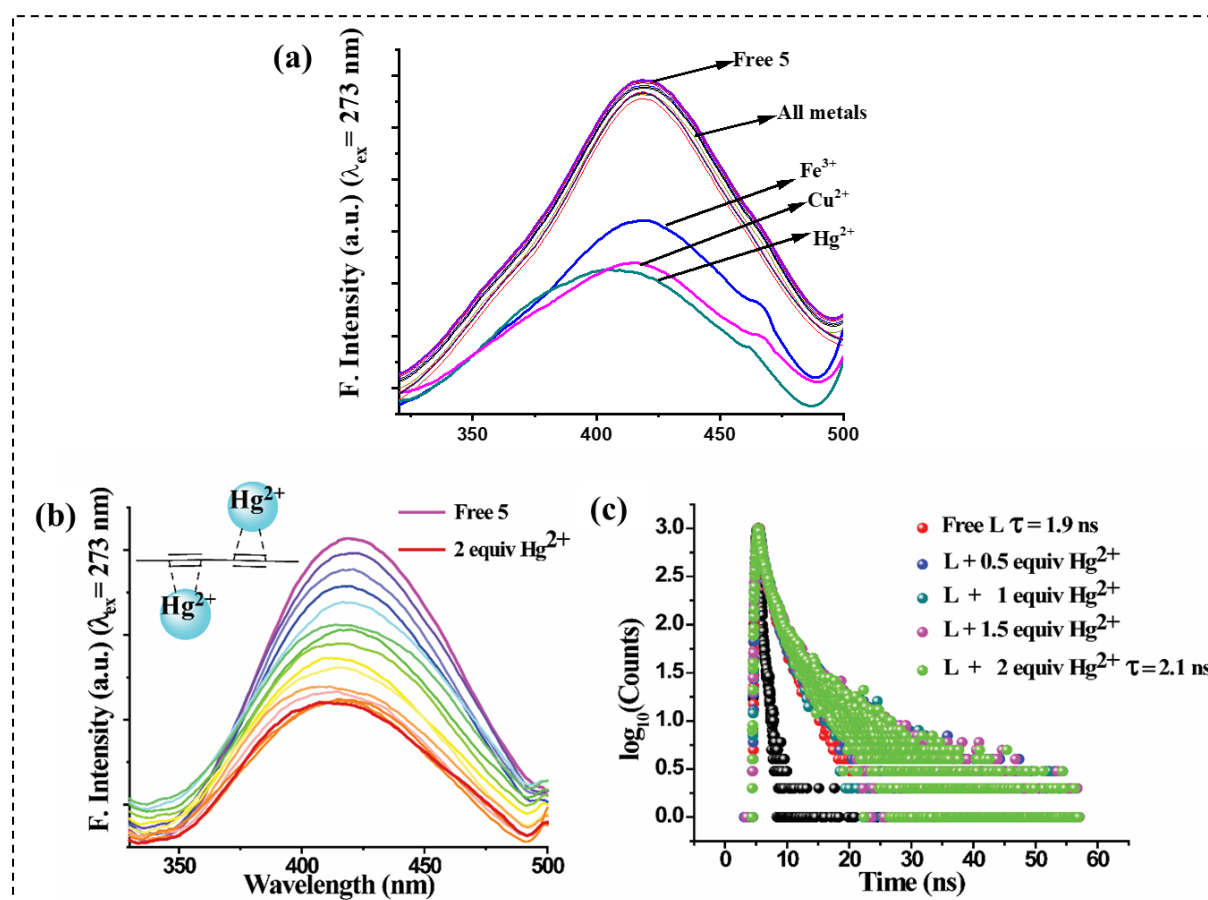 (a)
F. Intensity (a.u.) (λex = 273 nm)
Free 5
All metals
Fe3+
Cu2+
Hg2+
350 400 450 500
(b)
F. Intensity (a.u.) (λex = 273 nm)
Hg2+
Hg2+
Free 5
2 equiv Hg2+
350 400 450 500
Wavelength (nm)
(c)
log10(Counts)
3.0
2.5
2.0
1.5
1.0
0.5
0.0
Free L τ = 1.9 ns
L + 0.5 equiv Hg2+
L + 1 equiv Hg2+
L + 1.5 equiv Hg2+
L + 2 equiv Hg2+ τ = 2.1 ns
0 10 20 30 40 50 60
Time (ns)